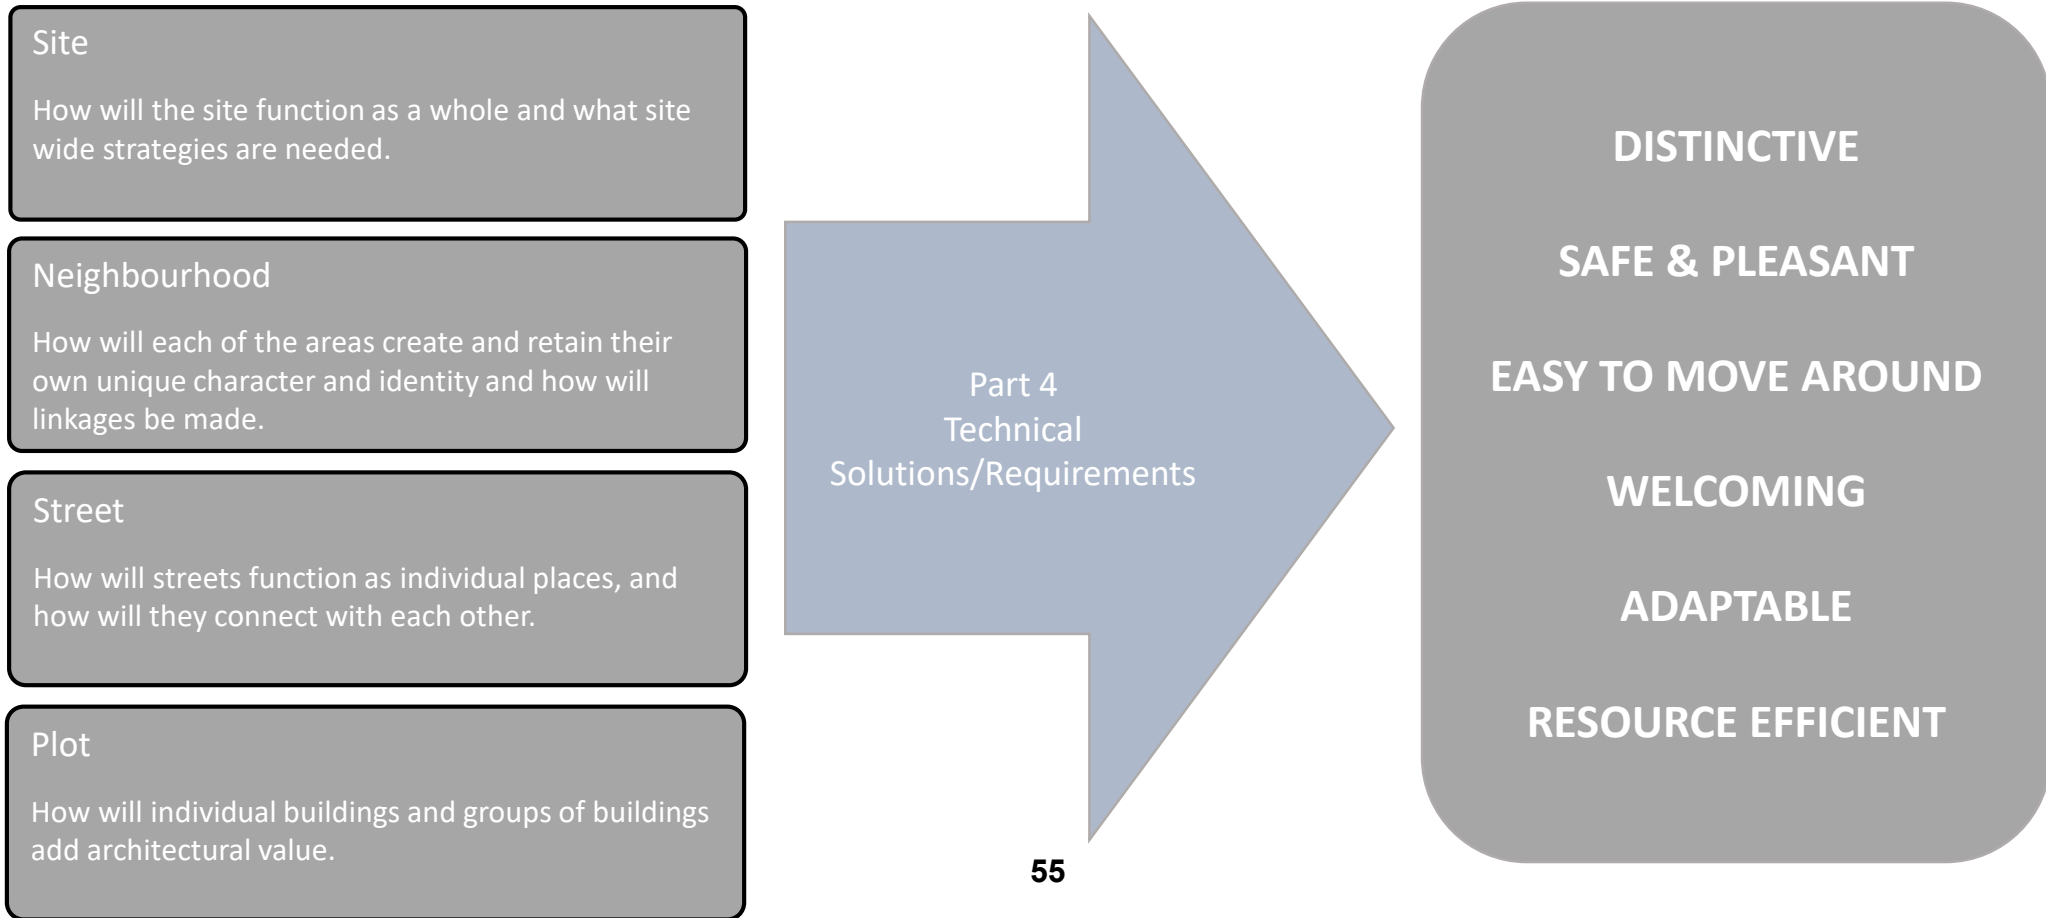 Site
How will the site function as a whole and what site
wide strategies are needed.
Neighbourhood
How will each of the areas create and retain their
own unique character and identity and how will
linkages be made.
Street
How will streets function as individual places, and
how will they connect with each other.
Plot
How will individual buildings and groups of buildings
add architectural value.
Part 4
Technical
Solutions/Requirements
DISTINCTIVE
SAFE & PLEASANT
EASY TO MOVE AROUND
WELCOMING
ADAPTABLE
RESOURCE EFFICIENT
55